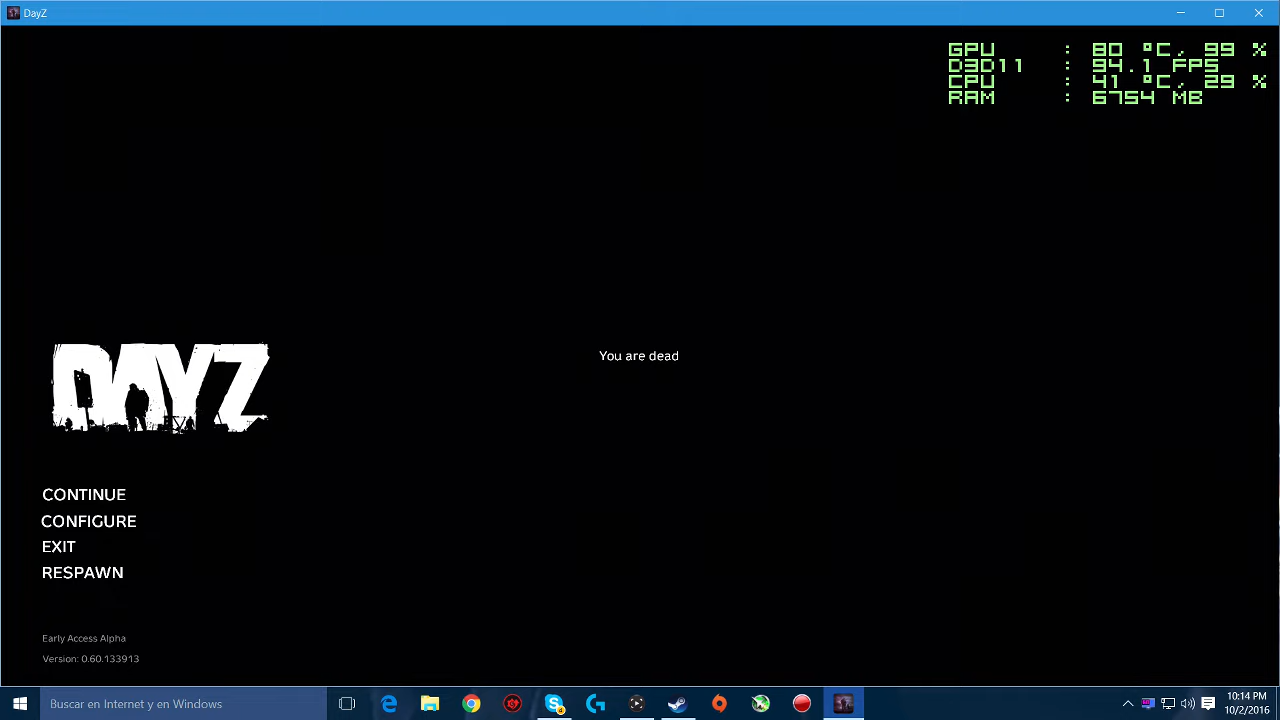 DayZ
GPU : 80 °C, 99 %
D3D11 : 94.1 FPS
CPU : 41 °C, 29 %
RAM : 6754 MB
You are dead
DAYZ
CONTINUE
CONFIGURE
EXIT
RESPAWN
Early Access Alpha
Version: 0.60.133913
Buscar en Internet y en Windows
10:14 PM
10/2/2016